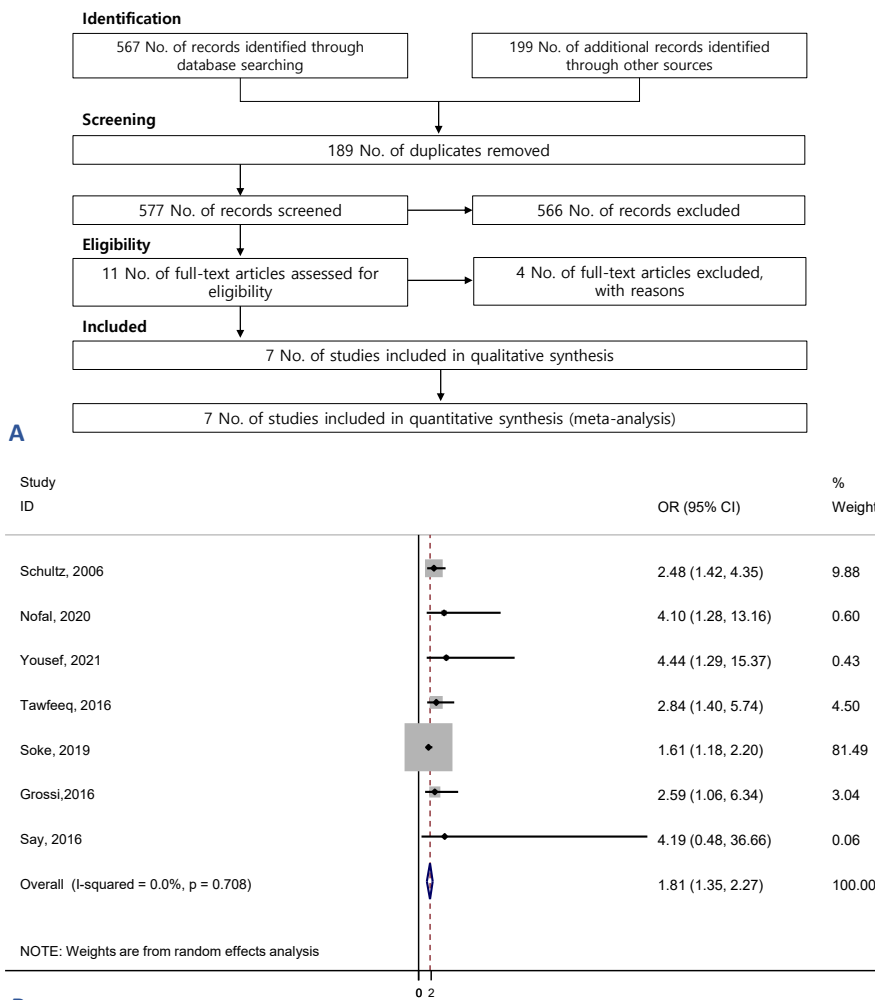 Identification
567 No. of records identified through
database searching
199 No. of additional records identified
through other sources
Screening
189 No. of duplicates removed
577 No. of records screened
566 No. of records excluded
Eligibility
11 No. of full-text articles assessed for
eligibility
4 No. of full-text articles excluded,
with reasons
Included
7 No. of studies included in qualitative synthesis
7 No. of studies included in quantitative synthesis (meta-analysis)
A
Study
%
ID
OR (95% CI)
Weight
Schultz, 2006 2.48 (1.42, 4.35) 9.88
Nofal, 2020 4.10 (1.28, 13.16) 0.60
Yousef, 2021 4.44 (1.29, 15.37) 0.43
Tawfeeq, 2016 2.84 (1.40, 5.74) 4.50
Soke, 2019 1.61 (1.18, 2.20) 81.49
Grossi,2016 2.59 (1.06, 6.34) 3.04
Say, 2016 4.19 (0.48, 36.66) 0.06
Overall (I-squared = 0.0%, p = 0.708) 1.81 (1.35, 2.27) 100.00
NOTE: Weights are from random effects analysis
0 2